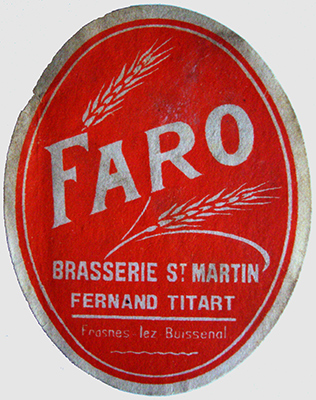 FARO
BRASSERIE ST MARTIN
FERNAND TITART
Frasnes-lez-Buissenal